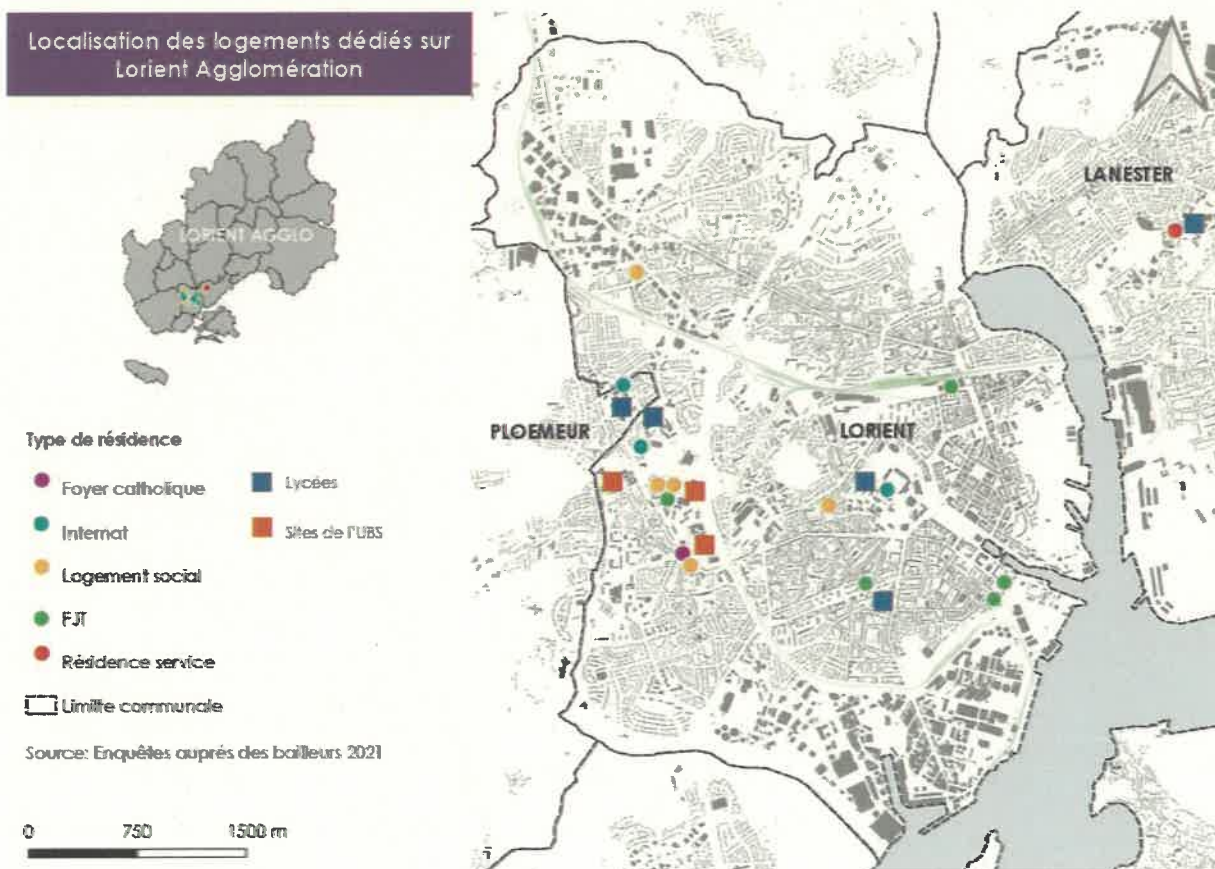 Localisation des logements dédiés sur
Lorient Agglomération
LORIENT AGGLO
Type de résidence
Foyer catholique
Internat
Logement social
FJT
Résidence service
Limite communale
Lycées
Sites de l'UBS
Source: Enquêtes auprès des bailleurs 2021
0 750 1500 m
LANESTER
PLOEMEUR
LORIENT